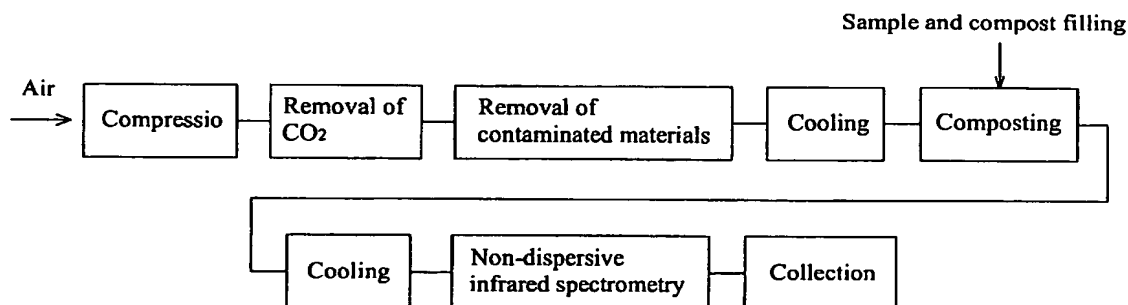 Sample and compost filling
Air
Compressio
Removal of
CO2
Removal of
contaminated materials
Cooling
Composting
Cooling
Non-dispersive
infrared spectrometry
Collection